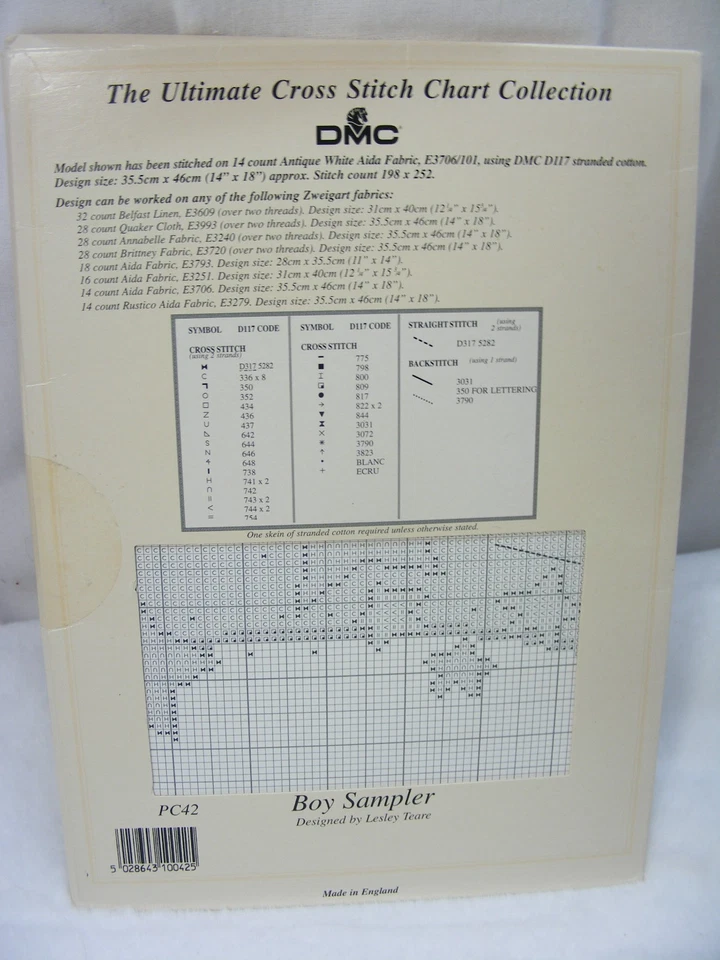 The Ultimate Cross Stitch Chart Collection
DMC
Model shown has been stitched on 14 count Antique White Aida Fabric, E3706/101, using DMC D117 stranded cotton.
Design size: 35.5cm x 46cm (14" x 18") approx. Stitch count 198 x 252.
Design can be worked on any of the following Zweigart fabrics:
32 count Belfast Linen, E3609 (over two threads). Design size: 31cm x 40cm
28 count Quaker Cloth, E3993 (over two threads). Design size: 35.5cm x 46cm (14" x 18").
28 count Annabelle Fabric, E3240 (over two threads). Design size: 35.5cm x 46cm (14" x 18").
28 count Brittney Fabric, E3720 (over two threads). Design size: 35.5cm x 46cm (14" x 18").
18 count Aida Fabric, E3793. Design size: 28cm x 35.5cm (11" x 14").
16 count Aida Fabric, E3251. Design size: 31cm x 40cm
14 count Aida Fabric, E3706. Design size: 35.5cm x 46cm (14" x 18").
14 count Rustico Aida Fabric, E3279. Design size: 35.5cm x 46cm (14" x 18").
SYMBOL D117 CODE
CROSS STITCH
(using 2 strands)
D317 5282
336 x 8
350
352
434
436
437
642
644
646
648
738
741 x 2
742
743 x 2
744 x 2
754
SYMBOL D117 CODE
CROSS STITCH
775
798
800
809
817
822 x 2
844
3031
3072
3790
3823
BLANC
ECRU
STRAIGHT STITCH (using 2 strands)
D317 5282
BACKSTITCH (using 1 strand)
3031
350 FOR LETTERING
3790
One skein of stranded cotton required unless otherwise stated.
PC42
Boy Sampler
Designed by Lesley Teare
5 028643 100425
Made in England